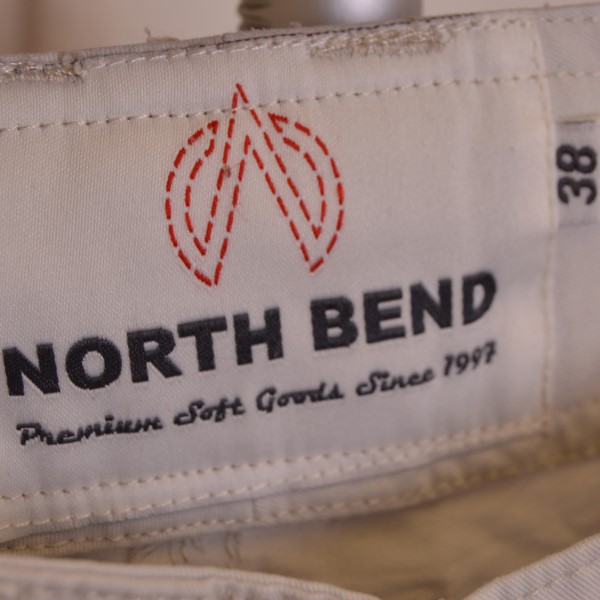 NORTH BEND
Premium Soft Goods Since 1997
38